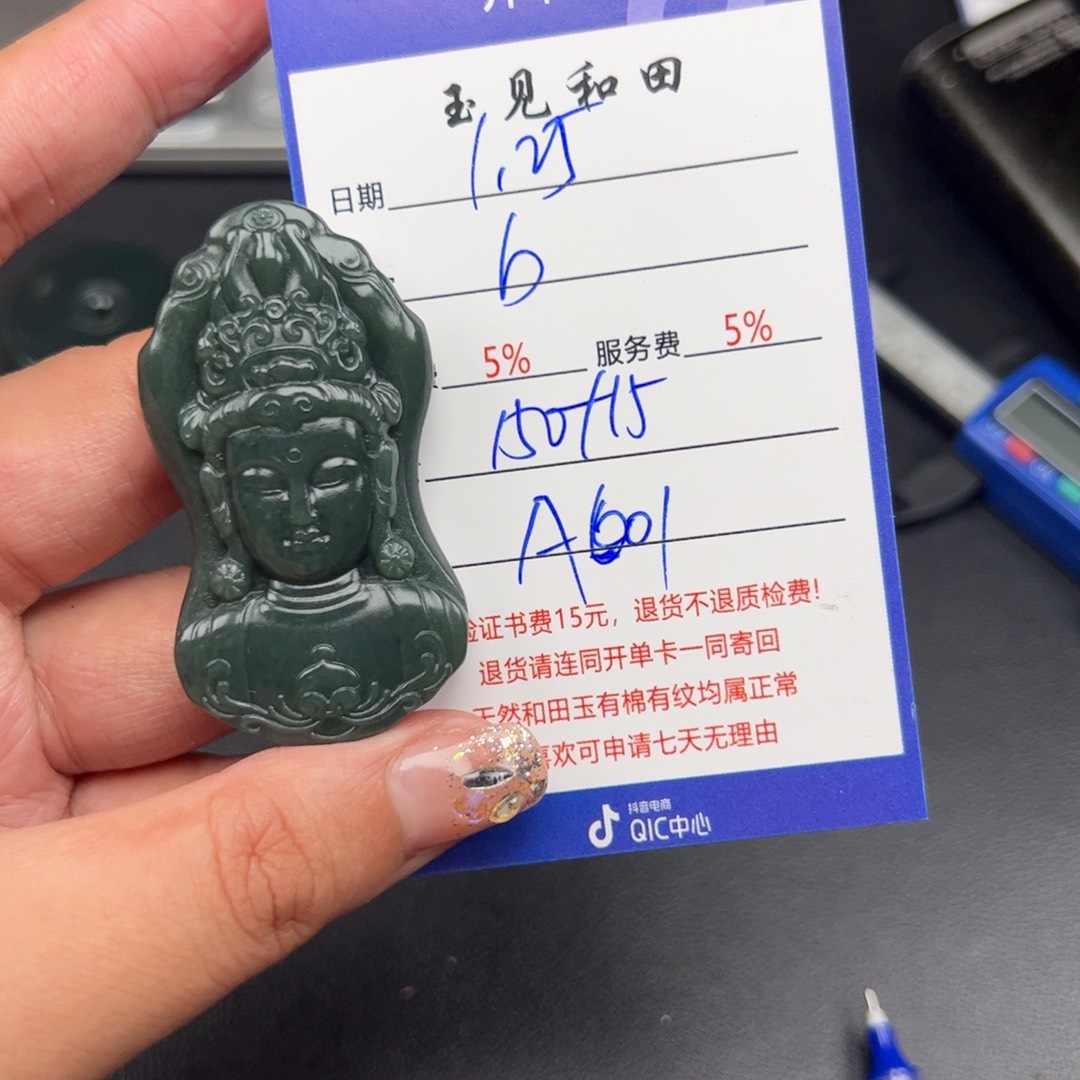 玉见和田
日期 1.25
6
5% 服务费 5%
150+15
A601
证书费15元，退货不退质检费!
退货请连同开单卡一同寄回
天然和田玉有棉有纹均属正常
喜欢可申请七天无理由
抖音电商
QIC中心